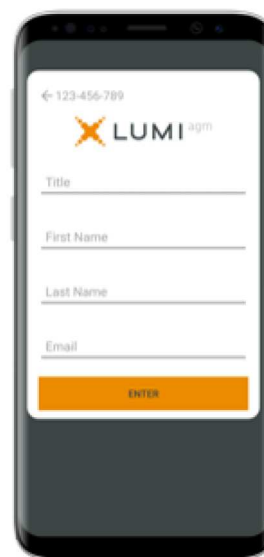 ← 123-456-789
LUMI agm
Title
First Name
Last Name
Email
ENTER